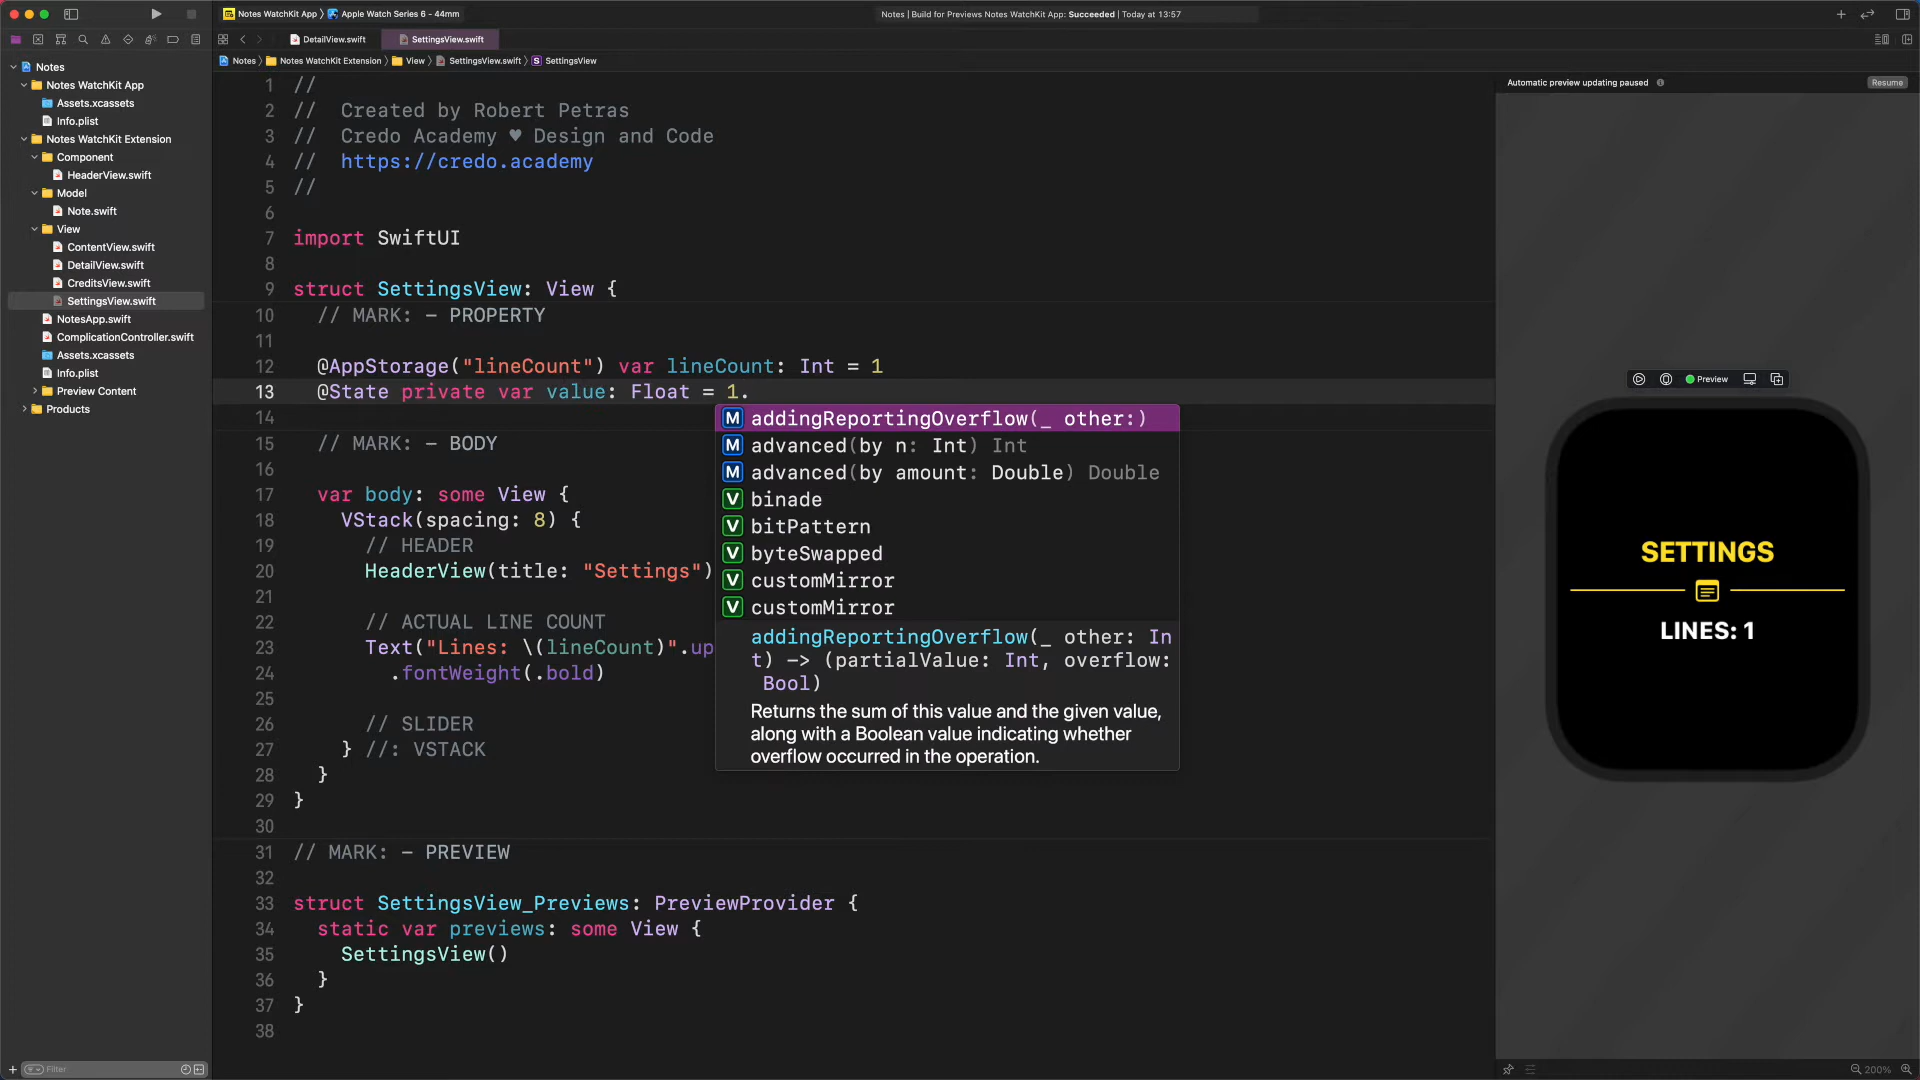 Notes WatchKit App
Apple Watch Series 6 - 44mm
Notes | Build for Previews Notes WatchKit App: Succeeded | Today at 13:57
DetailView.swift
SettingsView.swift
Notes
Notes WatchKit Extension
View
SettingsView.swift
S
SettingsView
Notes
Notes WatchKit App
Assets.xcassets
Info.plist
Notes WatchKit Extension
Component
HeaderView.swift
Model
Note.swift
View
ContentView.swift
DetailView.swift
CreditsView.swift
SettingsView.swift
NotesApp.swift
ComplicationController.swift
Assets.xcassets
Info.plist
Preview Content
Products
Filter
1 //
2 //  Created by Robert Petras
3 //  Credo Academy ♥ Design and Code
4 //  https://credo.academy
5 //
6
7 import SwiftUI
8
9 struct SettingsView: View {
10   // MARK: - PROPERTY
11
12   @AppStorage("lineCount") var lineCount: Int = 1
13   @State private var value: Float = 1.
14
15   // MARK: - BODY
16
17   var body: some View {
18     VStack(spacing: 8) {
19       // HEADER
20       HeaderView(title: "Settings")
21
22       // ACTUAL LINE COUNT
23       Text("Lines: \(lineCount)".up
24         .fontWeight(.bold)
25
26       // SLIDER
27     } //: VSTACK
28   }
29 }
30
31 // MARK: - PREVIEW
32
33 struct SettingsView_Previews: PreviewProvider {
34   static var previews: some View {
35     SettingsView()
36   }
37 }
38
M addingReportingOverflow(_ other:)
M advanced(by n: Int) Int
M advanced(by amount: Double) Double
V binade
V bitPattern
V byteSwapped
V customMirror
V customMirror
addingReportingOverflow(_ other: In
t) -> (partialValue: Int, overflow:
Bool)
Returns the sum of this value and the given value,
along with a Boolean value indicating whether
overflow occurred in the operation.
Automatic preview updating paused
Resume
Preview
SETTINGS
LINES: 1
200%